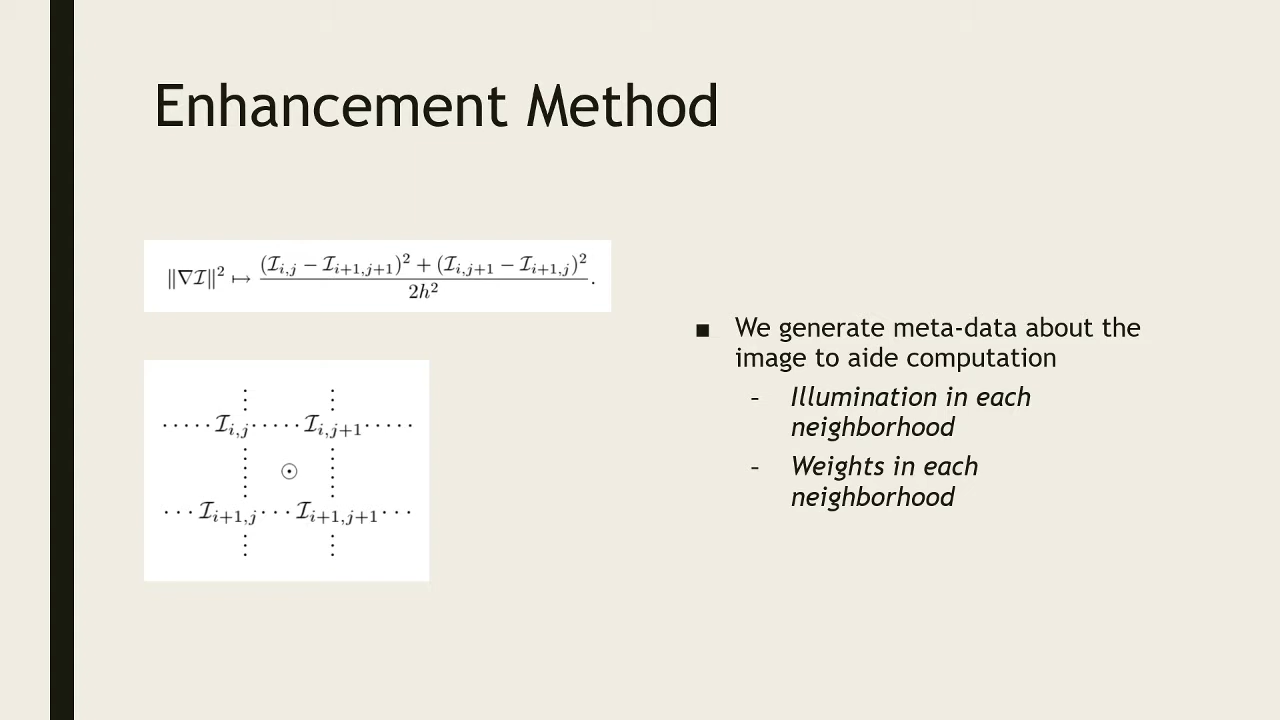 Enhancement Method
‖∇ℐ‖² ↦ (ℐ_{i,j} − ℐ_{i+1,j+1})² + (ℐ_{i,j+1} − ℐ_{i+1,j})² / 2h² .
⋮ ⋮
·····ℐ_{i,j}·····ℐ_{i,j+1}·····
⋮ ⊙ ⋮
···ℐ_{i+1,j}···ℐ_{i+1,j+1}···
⋮ ⋮
■ We generate meta-data about the
image to aide computation
– Illumination in each
neighborhood
– Weights in each
neighborhood